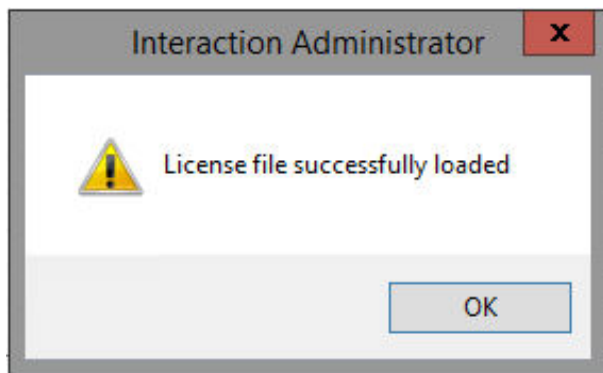 Interaction Administrator
License file successfully loaded
OK